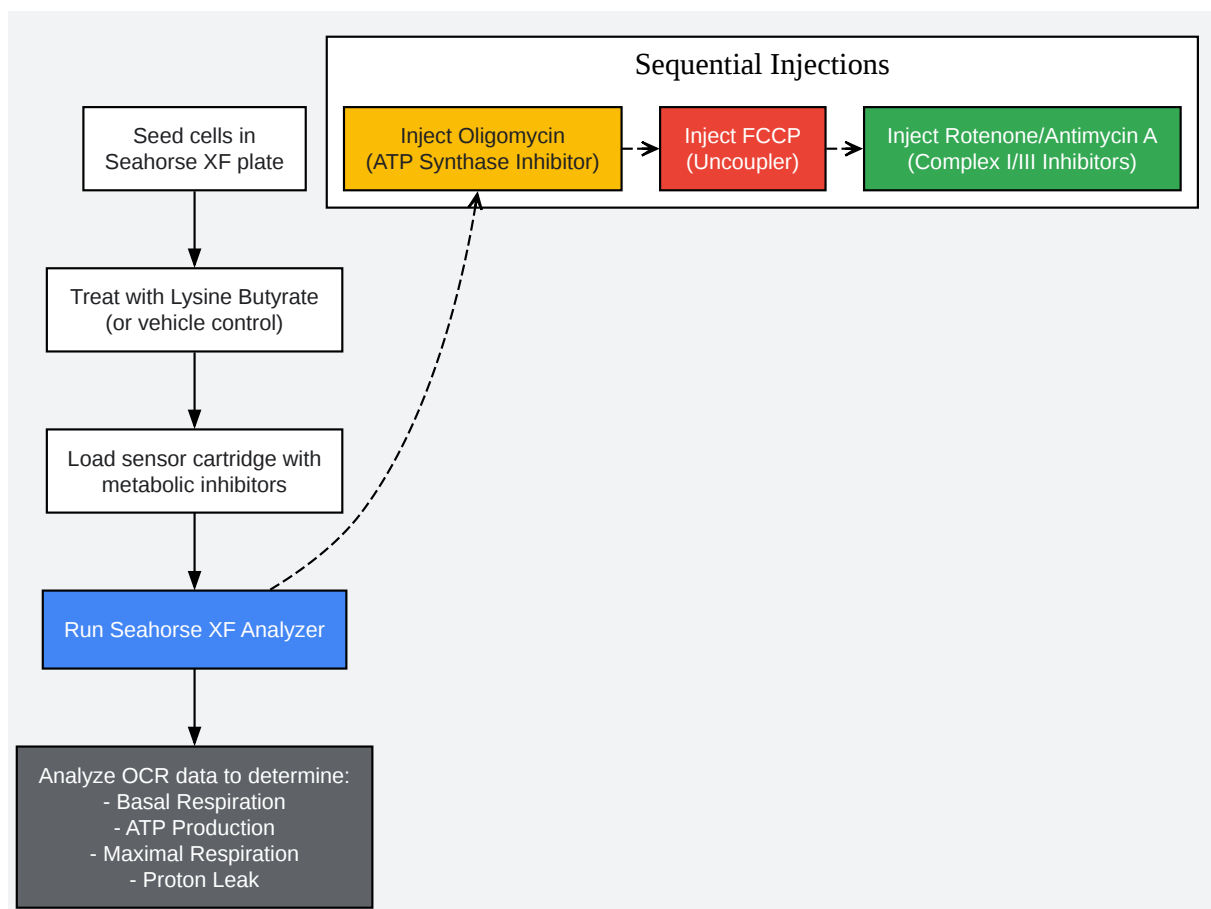 Sequential Injections
Seed cells in
Seahorse XF plate
Inject Oligomycin
(ATP Synthase Inhibitor)
Inject FCCP
(Uncoupler)
Inject Rotenone/Antimycin A
(Complex I/III Inhibitors)
Treat with Lysine Butyrate
(or vehicle control)
Load sensor cartridge with
metabolic inhibitors
Run Seahorse XF Analyzer
Analyze OCR data to determine:
- Basal Respiration
- ATP Production
- Maximal Respiration
- Proton Leak